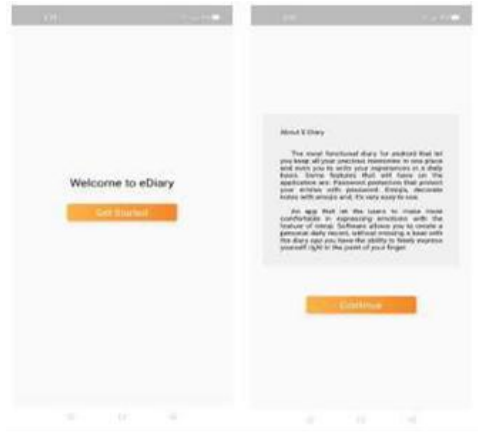 Welcome to eDiary
Get Started
About E-Diary
The most functional diary for android that let
you keep all your precious memories in one place
and even you to write your experiences in a daily
basis. Some features that will have on the
application are: Password protection that protect
your entries with password. Emojis, decorate
notes with emojis and, it's very easy to use.
An app that let the users to make most
comfortable in expressing emotions with the
feature of emoji. Software allows you to create a
personal daily record, without missing a beat with
the diary app you have the ability to freely express
yourself right in the point of your finger.
Continue